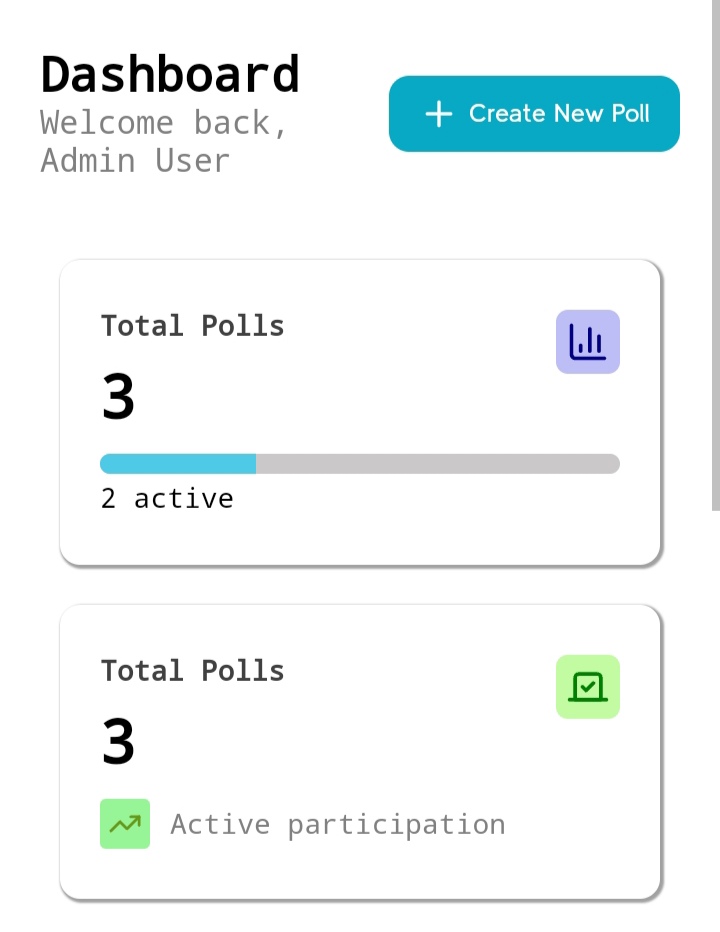 Dashboard
Welcome back,
Admin User
Create New Poll
Total Polls
3
2 active
Total Polls
3
Active participation